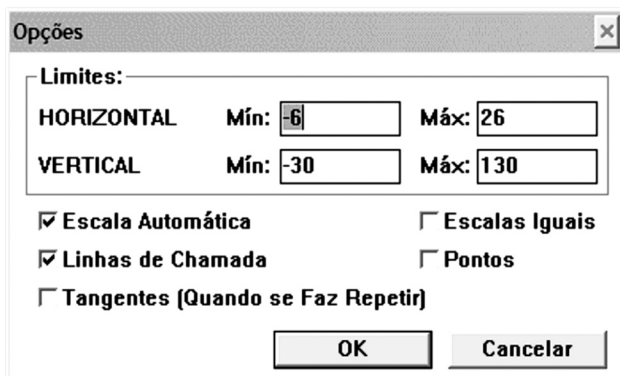 Opções
Limites:
HORIZONTAL Mín: -6 Máx: 26
VERTICAL Mín: -30 Máx: 130
Escala Automática Escalas Iguais
Linhas de Chamada Pontos
Tangentes (Quando se Faz Repetir)
OK Cancelar